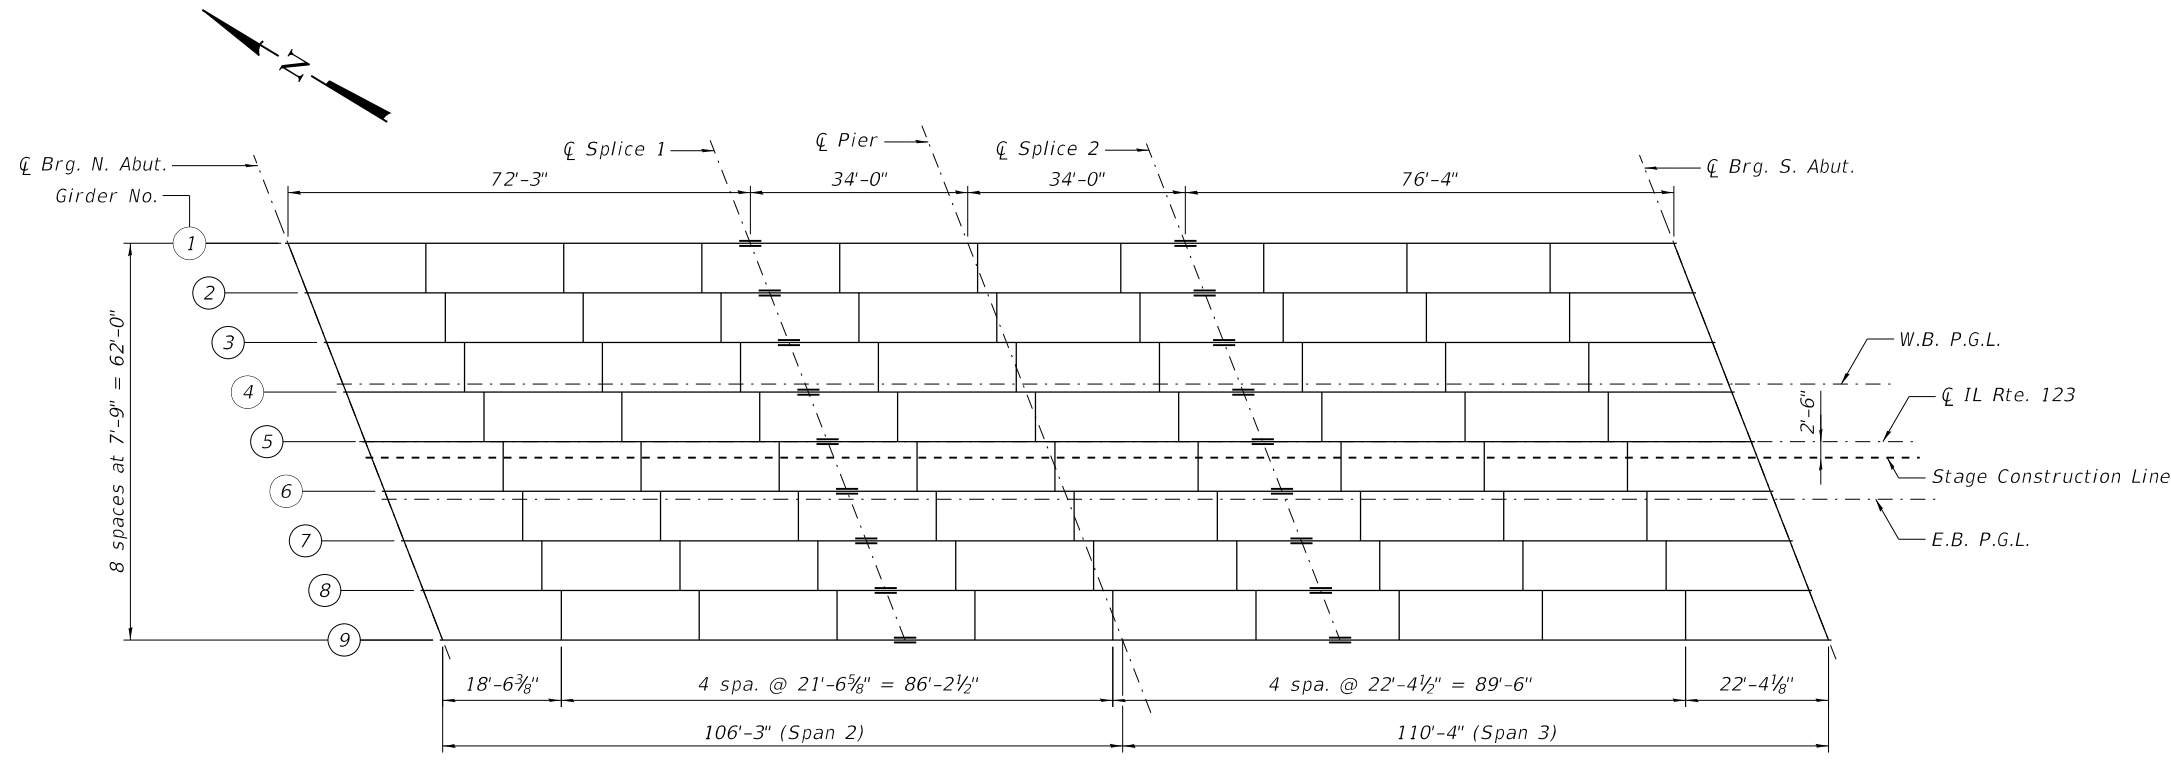 N
℄ Splice 1
℄ Pier
℄ Splice 2
℄ Brg. N. Abut.
℄ Brg. S. Abut.
72'-3"
34'-0"
34'-0"
76'-4"
Girder No.
1
2
3
4
5
6
7
8
9
8 spaces at 7'-9" = 62'-0"
W.B. P.G.L.
℄ IL Rte. 123
2'-6"
Stage Construction Line
E.B. P.G.L.
18'-6⅜"
4 spa. @ 21'-6⅝" = 86'-2½"
4 spa. @ 22'-4½" = 89'-6"
22'-4⅛"
106'-3" (Span 2)
110'-4" (Span 3)